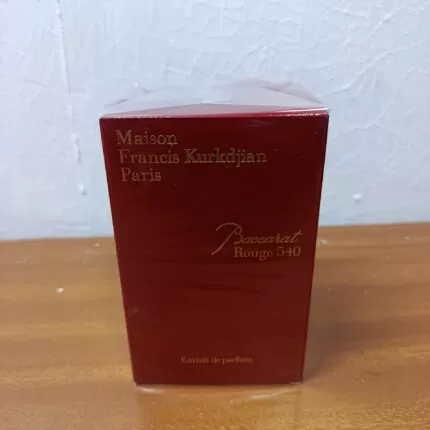 Maison
Francis Kurkdjian
Paris
Baccarat
Rouge 540
Extrait de parfum